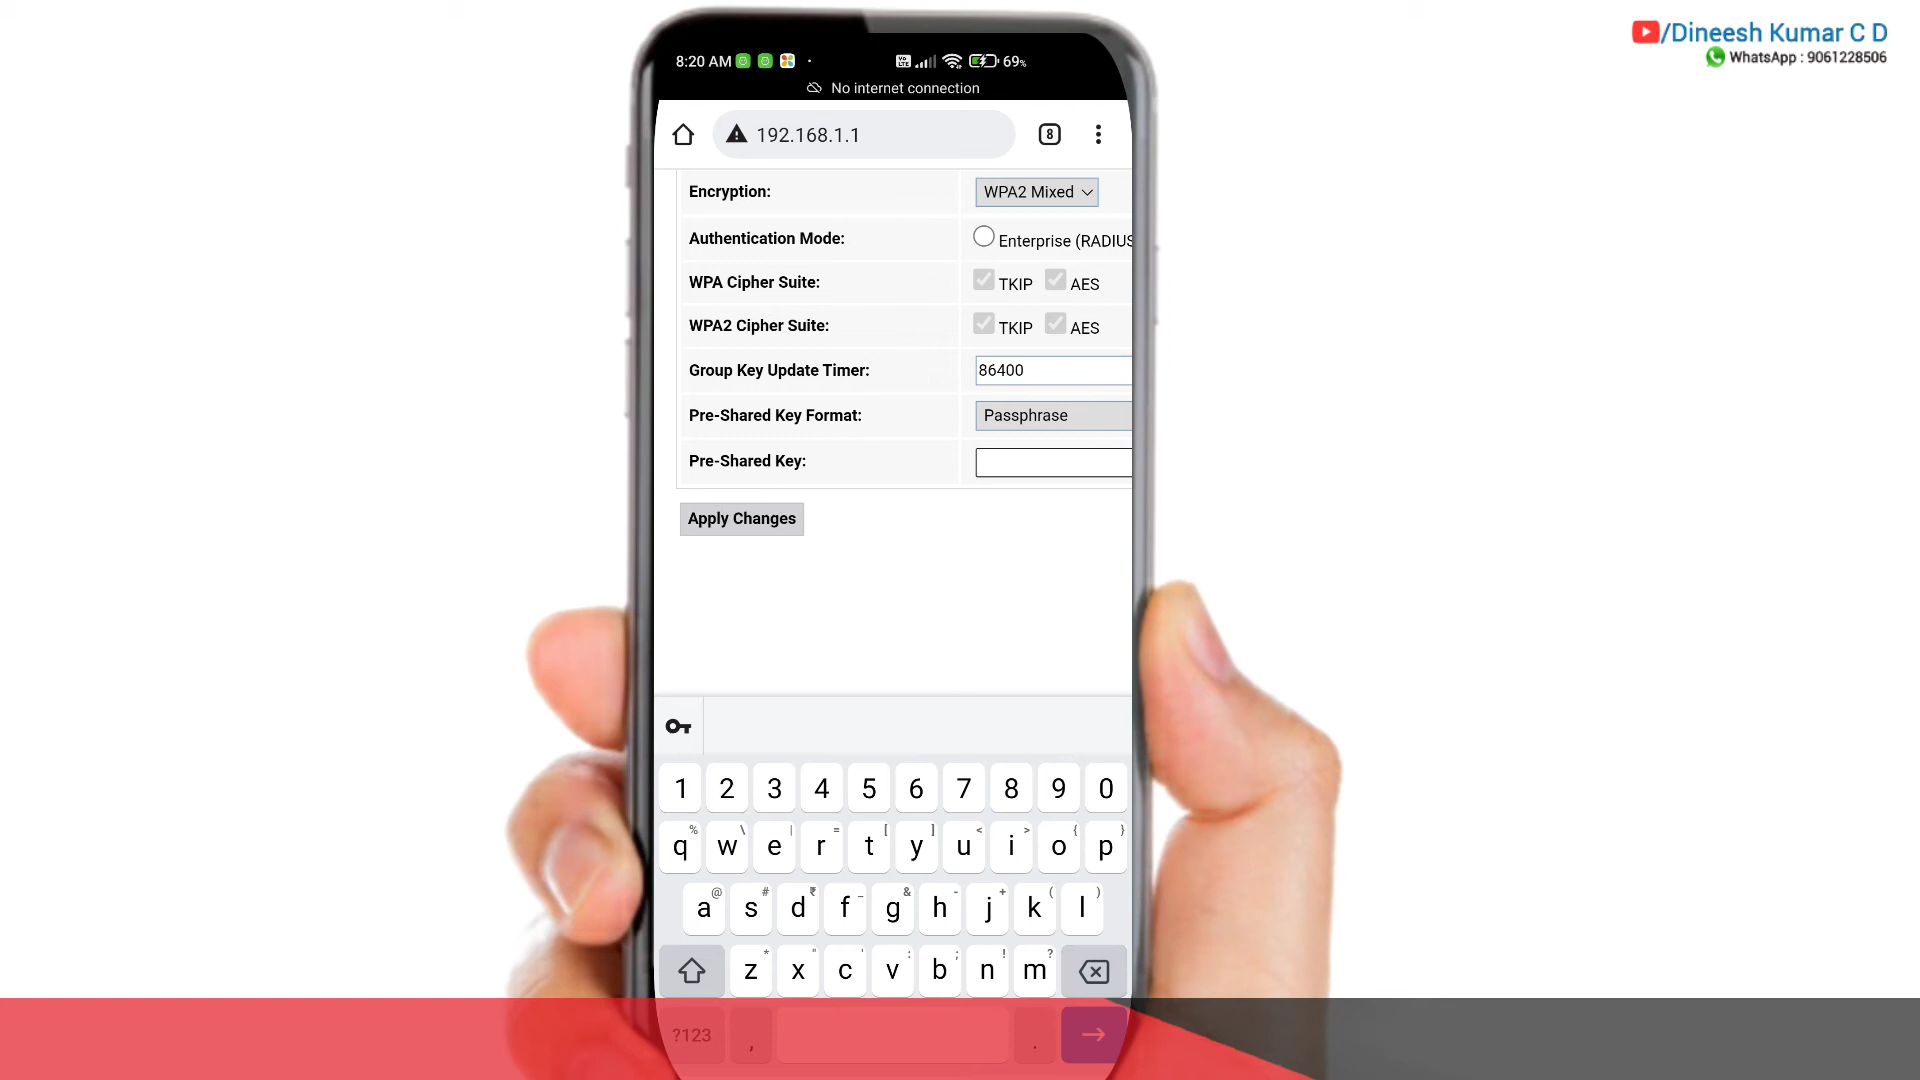 /Dineesh Kumar C D
WhatsApp : 9061228506
8:20 AM
Vo LTE
69%
No internet connection
192.168.1.1
8
Encryption:
WPA2 Mixed
Authentication Mode:
Enterprise (RADIUS
WPA Cipher Suite:
TKIP AES
WPA2 Cipher Suite:
TKIP AES
Group Key Update Timer:
86400
Pre-Shared Key Format:
Passphrase
Pre-Shared Key:
Apply Changes
1 2 3 4 5 6 7 8 9 0
% \ | = [ ] < > { }
q w e r t y u i o p
@ # ₹ _ & - + ( )
a s d f g h j k l
* " ' : ; ! ?
z x c v b n m
?123 , .